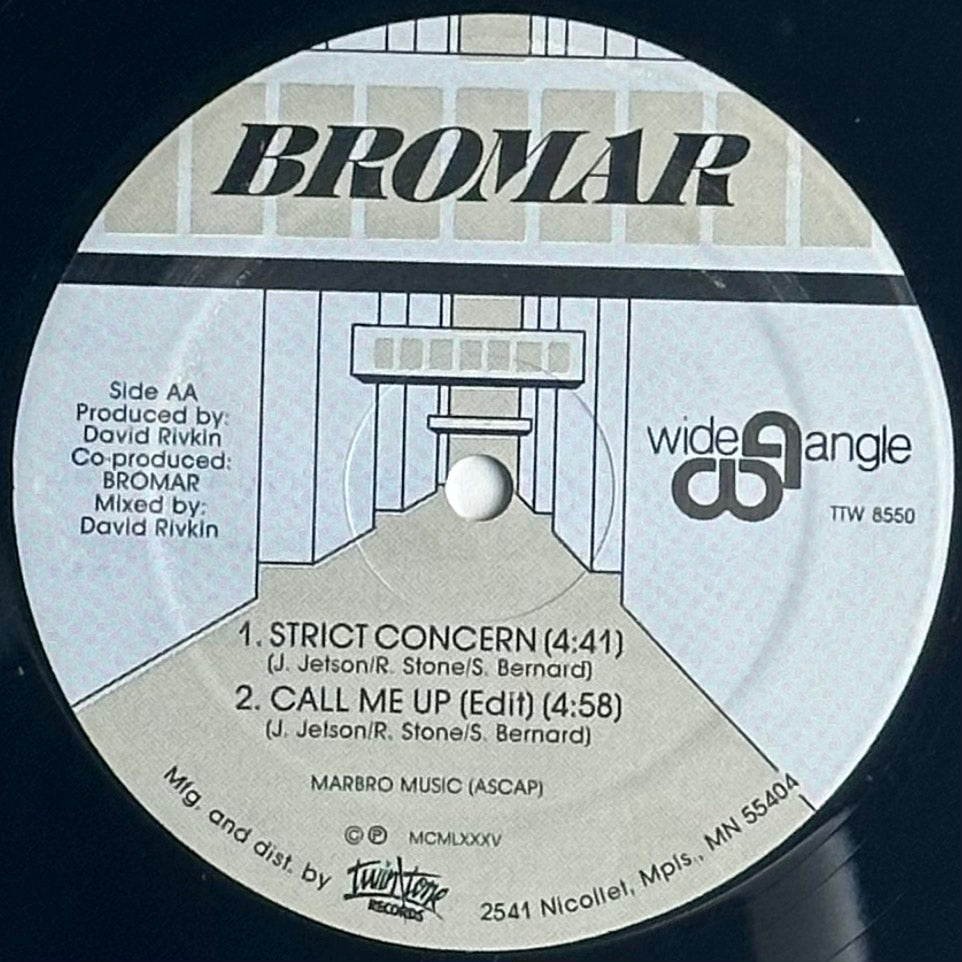 BROMAR
Side AA
Produced by:
David Rivkin
Co-produced:
BROMAR
Mixed by:
David Rivkin
wide angle
TTW 8550
1. STRICT CONCERN (4:41)
(J. Jetson/R. Stone/S. Bernard)
2. CALL ME UP (Edit) (4:58)
(J. Jetson/R. Stone/S. Bernard)
MARBRO MUSIC (ASCAP)
© ℗ MCMLXXXV
Mfg. and dist. by
Twin/Tone
RECORDS
2541 Nicollet, Mpls., MN 55404